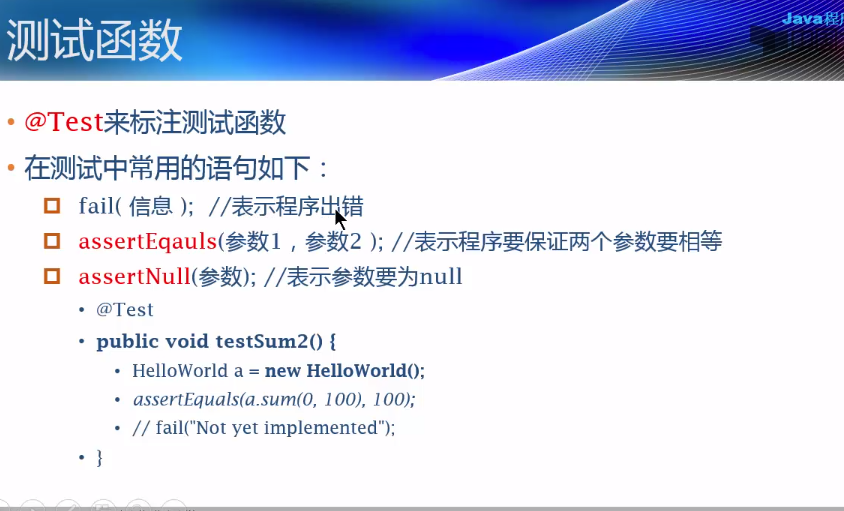 Java程序
测试函数
• @Test来标注测试函数
• 在测试中常用的语句如下：
fail( 信息 ); //表示程序出错
assertEqauls(参数1，参数2 ); //表示程序要保证两个参数要相等
assertNull(参数); //表示参数要为null
• @Test
• public void testSum2() {
• HelloWorld a = new HelloWorld();
• assertEquals(a.sum(0, 100), 100);
• // fail("Not yet implemented");
• }